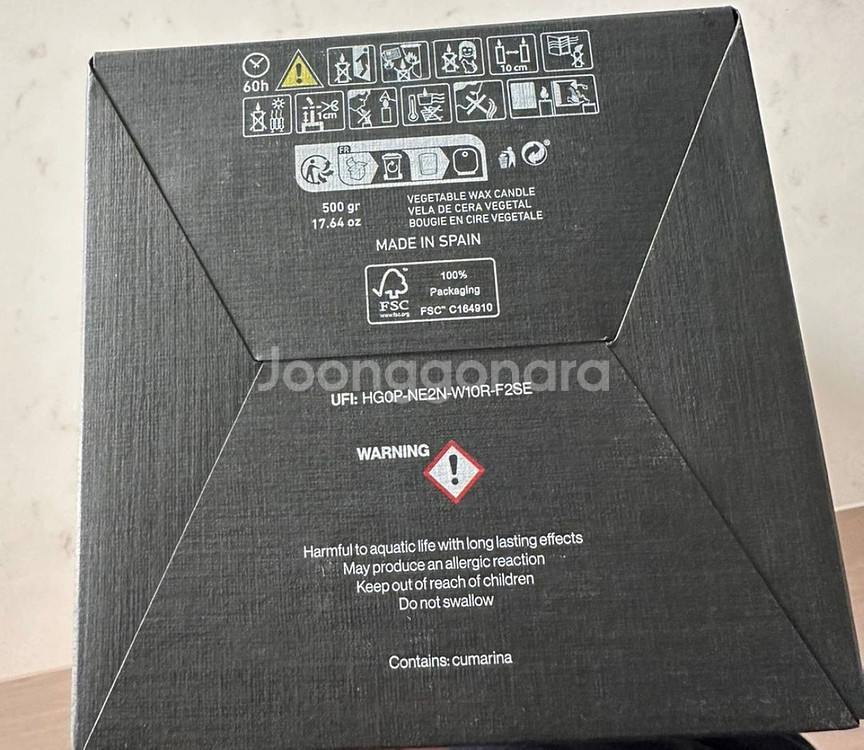 60h
10 cm
1cm
FR
500 gr
17.64 oz
VEGETABLE WAX CANDLE
VELA DE CERA VEGETAL
BOUGIE EN CIRE VEGETALE
MADE IN SPAIN
FSC
www.fsc.org
100%
Packaging
FSC™ C164910
Joonggonara
UFI: HG0P-NE2N-W10R-F2SE
WARNING
Harmful to aquatic life with long lasting effects
May produce an allergic reaction
Keep out of reach of children
Do not swallow
Contains: cumarina